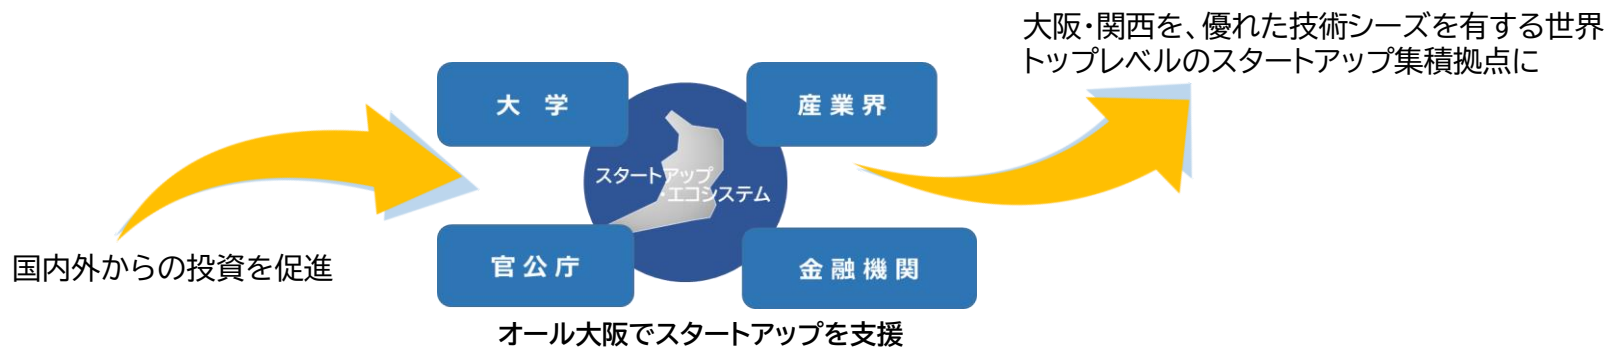 国内外からの投資を促進
大　学
産業界
スタートアップ
・エコシステム
官公庁
金融機関
オール大阪でスタートアップを支援
大阪・関西を、優れた技術シーズを有する世界
トップレベルのスタートアップ集積拠点に